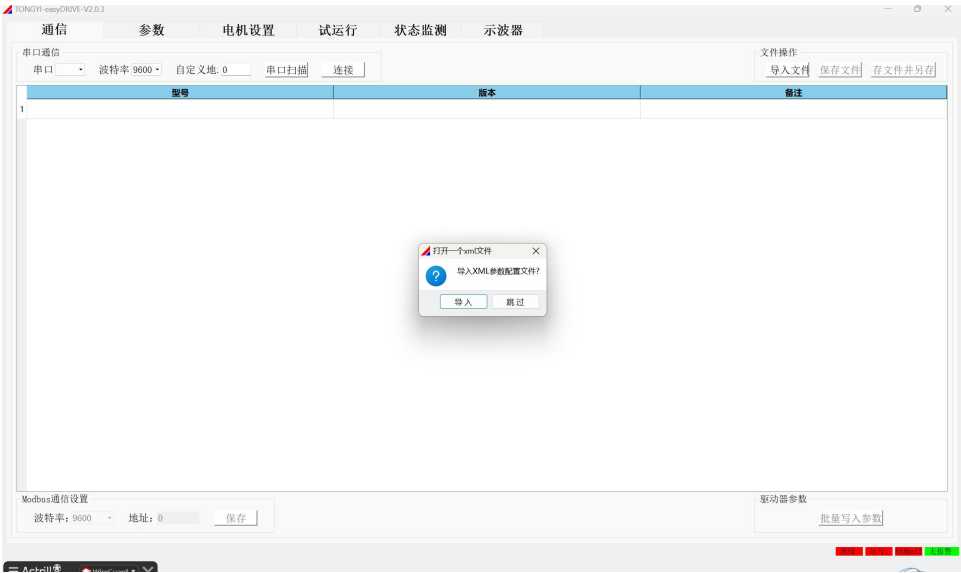 TONGYI-easyDRIVE-V2.0.3
通信 参数 电机设置 试运行 状态监测 示波器
串口通信 文件操作
串口 波特率 9600 自定义地: 0 串口扫描 连接 导入文件 保存文件 存文件并另存
型号 版本 备注
1
打开一个xml文件
导入XML参数配置文件?
导入 跳过
Modbus通信设置 驱动器参数
波特率: 9600 地址: 0 保存 批量写入参数
无报警
Astrill WireGuard